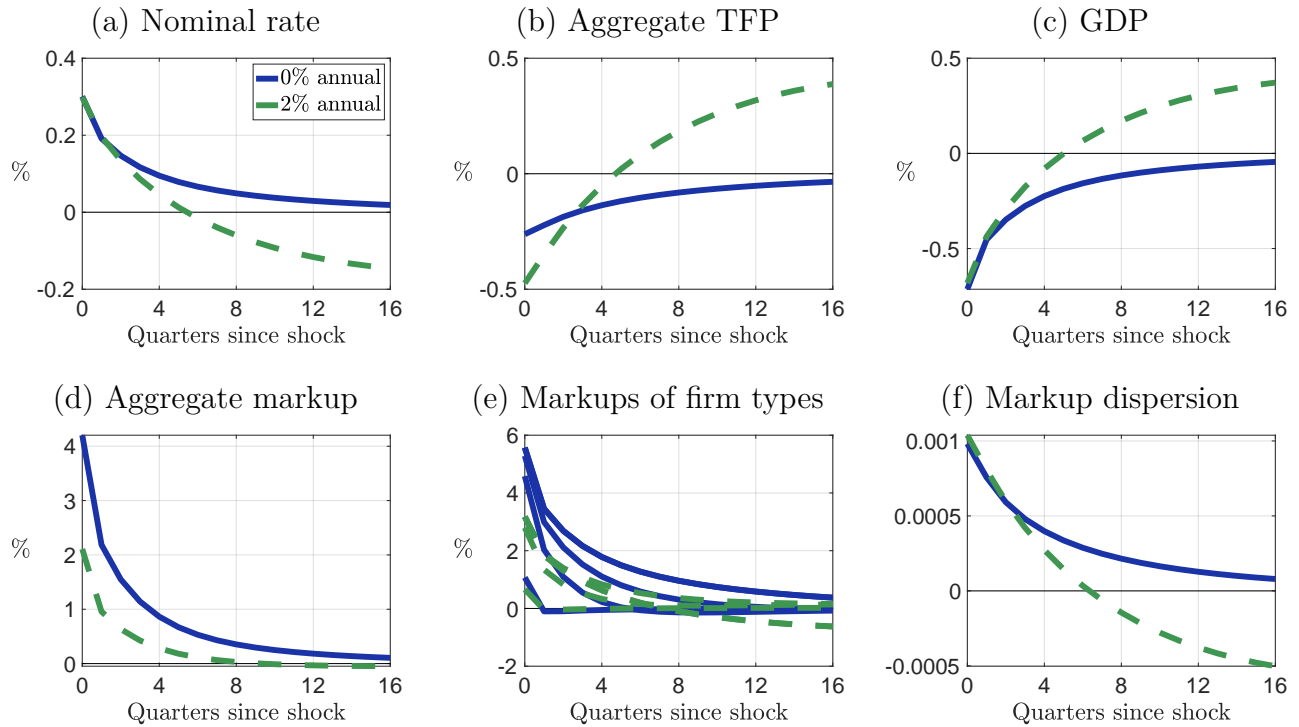 (a) Nominal rate
0.4
0.2
0
-0.2
%
0% annual
2% annual
0 4 8 12 16
Quarters since shock
(b) Aggregate TFP
0.5
0
-0.5
%
0 4 8 12 16
Quarters since shock
(c) GDP
0.5
0
-0.5
%
0 4 8 12 16
Quarters since shock
(d) Aggregate markup
4
3
2
1
0
%
0 4 8 12 16
Quarters since shock
(e) Markups of firm types
6
4
2
0
-2
%
0 4 8 12 16
Quarters since shock
(f) Markup dispersion
0.001
0.0005
0
-0.0005
%
0 4 8 12 16
Quarters since shock